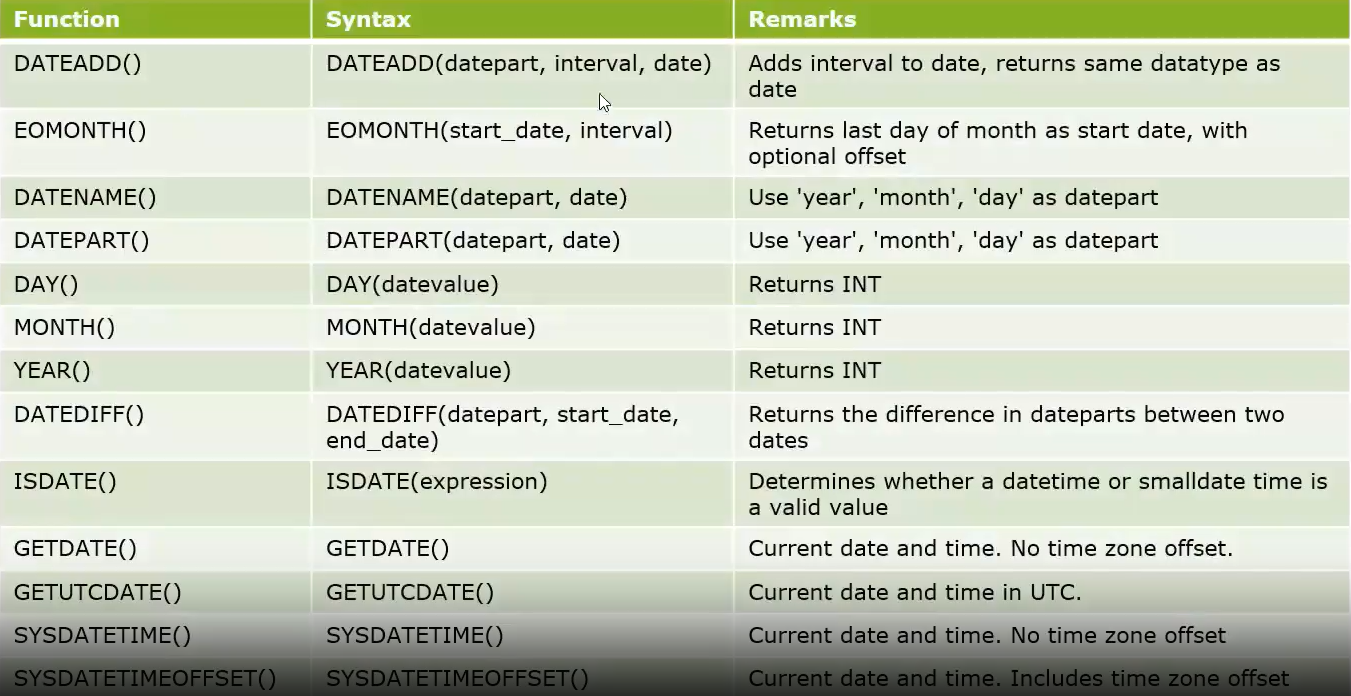 Function Syntax Remarks
DATEADD() DATEADD(datepart, interval, date) Adds interval to date, returns same datatype as
date
EOMONTH() EOMONTH(start_date, interval) Returns last day of month as start date, with
optional offset
DATENAME() DATENAME(datepart, date) Use 'year', 'month', 'day' as datepart
DATEPART() DATEPART(datepart, date) Use 'year', 'month', 'day' as datepart
DAY() DAY(datevalue) Returns INT
MONTH() MONTH(datevalue) Returns INT
YEAR() YEAR(datevalue) Returns INT
DATEDIFF() DATEDIFF(datepart, start_date, Returns the difference in dateparts between two
end_date) dates
ISDATE() ISDATE(expression) Determines whether a datetime or smalldate time is
a valid value
GETDATE() GETDATE() Current date and time. No time zone offset.
GETUTCDATE() GETUTCDATE() Current date and time in UTC.
SYSDATETIME() SYSDATETIME() Current date and time. No time zone offset
SYSDATETIMEOFFSET() SYSDATETIMEOFFSET() Current date and time. Includes time zone offset